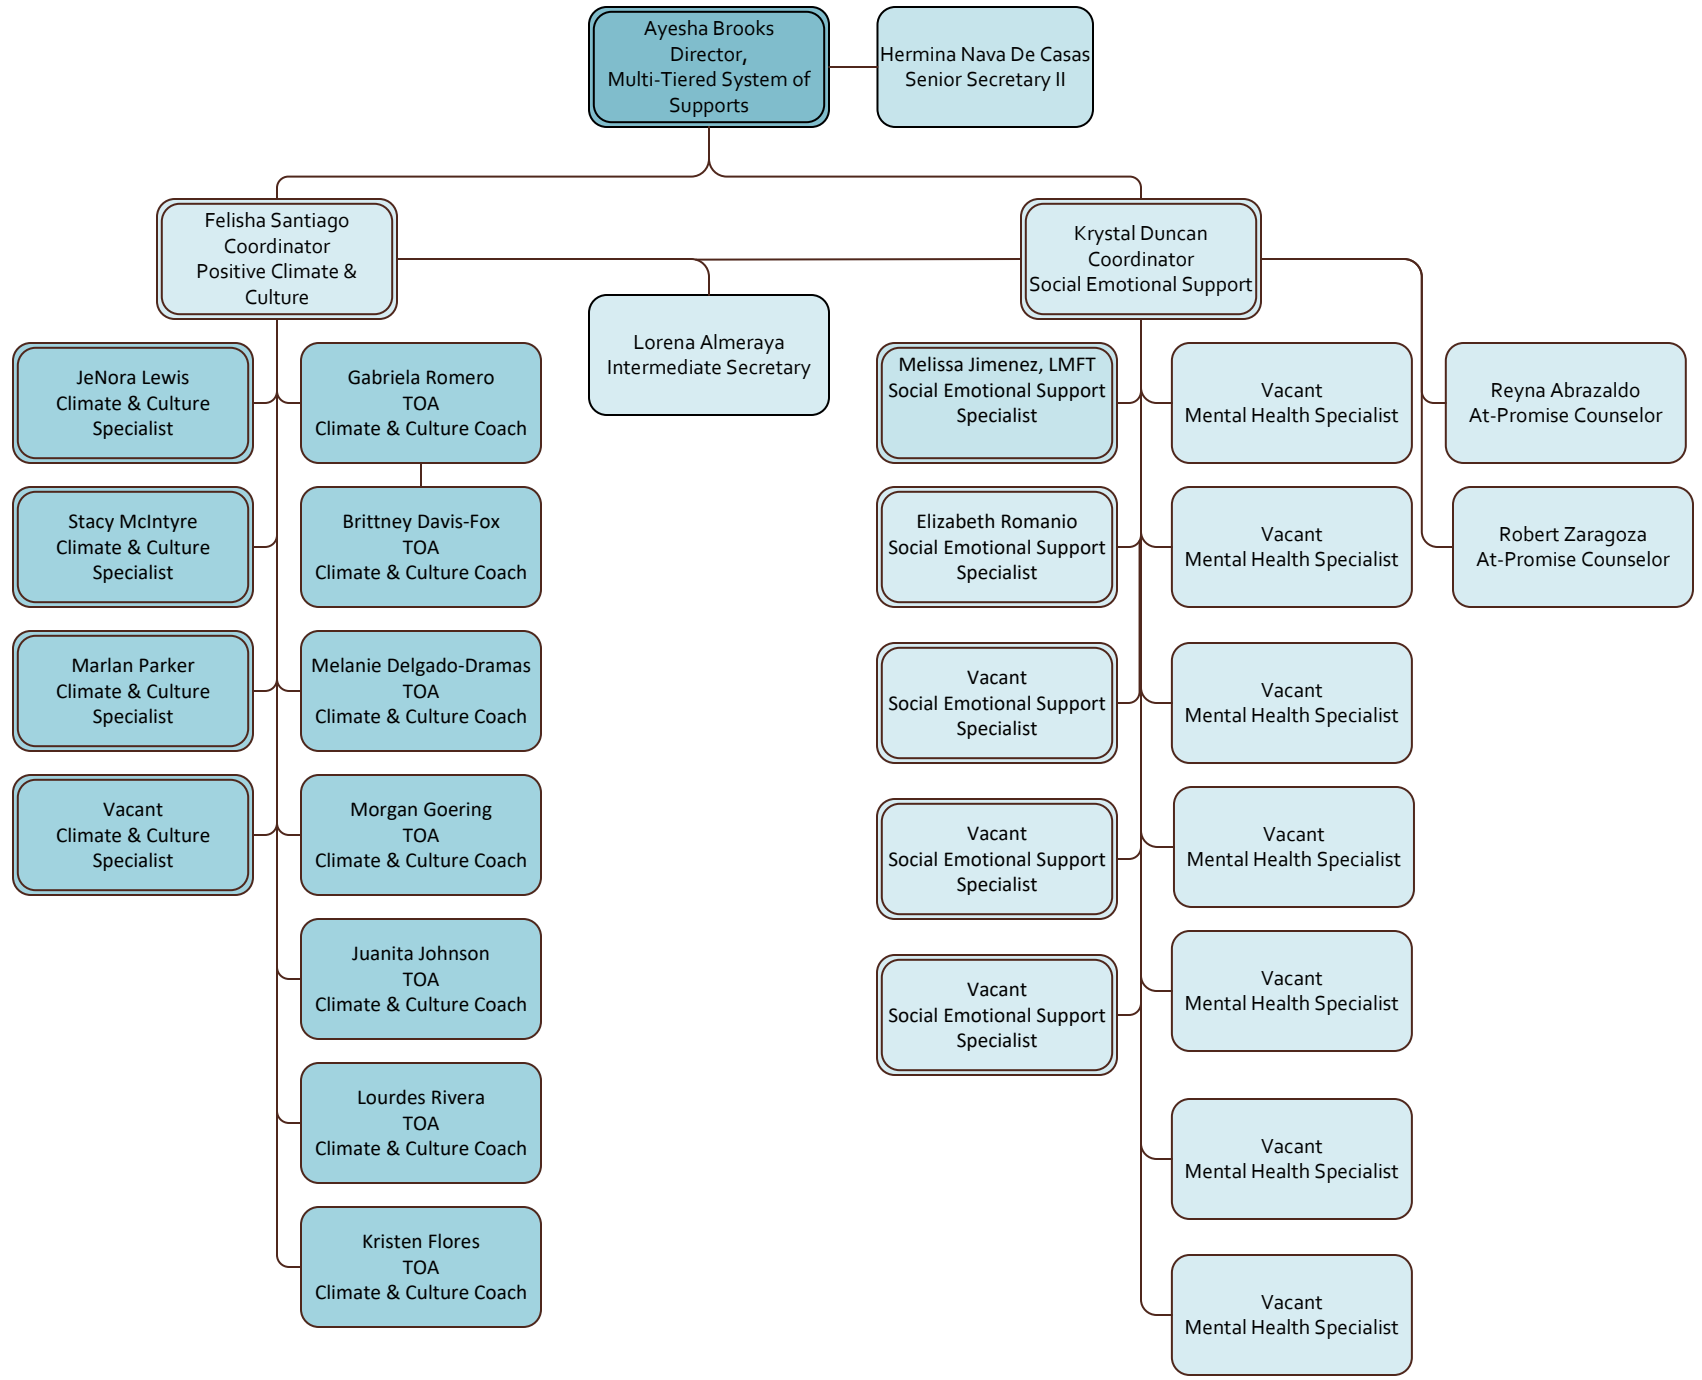 Ayesha Brooks
Director,
Multi-Tiered System of
Supports
Hermina Nava De Casas
Senior Secretary II
Felisha Santiago
Coordinator
Positive Climate &
Culture
Krystal Duncan
Coordinator
Social Emotional Support
Lorena Almeraya
Intermediate Secretary
JeNora Lewis
Climate & Culture
Specialist
Gabriela Romero
TOA
Climate & Culture Coach
Melissa Jimenez, LMFT
Social Emotional Support
Specialist
Vacant
Mental Health Specialist
Reyna Abrazaldo
At-Promise Counselor
Stacy McIntyre
Climate & Culture
Specialist
Brittney Davis-Fox
TOA
Climate & Culture Coach
Elizabeth Romanio
Social Emotional Support
Specialist
Vacant
Mental Health Specialist
Robert Zaragoza
At-Promise Counselor
Marlan Parker
Climate & Culture
Specialist
Melanie Delgado-Dramas
TOA
Climate & Culture Coach
Vacant
Social Emotional Support
Specialist
Vacant
Mental Health Specialist
Vacant
Climate & Culture
Specialist
Morgan Goering
TOA
Climate & Culture Coach
Vacant
Social Emotional Support
Specialist
Vacant
Mental Health Specialist
Juanita Johnson
TOA
Climate & Culture Coach
Vacant
Social Emotional Support
Specialist
Vacant
Mental Health Specialist
Lourdes Rivera
TOA
Climate & Culture Coach
Vacant
Mental Health Specialist
Kristen Flores
TOA
Climate & Culture Coach
Vacant
Mental Health Specialist